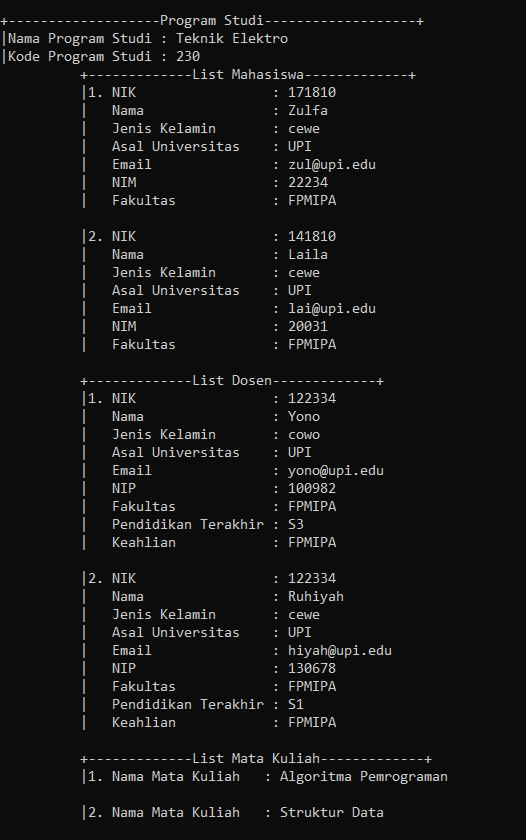 +-------------------Program Studi-------------------+
|Nama Program Studi : Teknik Elektro
|Kode Program Studi : 230
          +-------------List Mahasiswa-------------+
          |1. NIK                 : 171810
          |   Nama                : Zulfa
          |   Jenis Kelamin       : cewe
          |   Asal Universitas    : UPI
          |   Email               : zul@upi.edu
          |   NIM                 : 22234
          |   Fakultas            : FPMIPA

          |2. NIK                 : 141810
          |   Nama                : Laila
          |   Jenis Kelamin       : cewe
          |   Asal Universitas    : UPI
          |   Email               : lai@upi.edu
          |   NIM                 : 20031
          |   Fakultas            : FPMIPA

          +-------------List Dosen-------------+
          |1. NIK                 : 122334
          |   Nama                : Yono
          |   Jenis Kelamin       : cowo
          |   Asal Universitas    : UPI
          |   Email               : yono@upi.edu
          |   NIP                 : 100982
          |   Fakultas            : FPMIPA
          |   Pendidikan Terakhir : S3
          |   Keahlian            : FPMIPA

          |2. NIK                 : 122334
          |   Nama                : Ruhiyah
          |   Jenis Kelamin       : cewe
          |   Asal Universitas    : UPI
          |   Email               : hiyah@upi.edu
          |   NIP                 : 130678
          |   Fakultas            : FPMIPA
          |   Pendidikan Terakhir : S1
          |   Keahlian            : FPMIPA

          +-------------List Mata Kuliah-------------+
          |1. Nama Mata Kuliah   : Algoritma Pemrograman

          |2. Nama Mata Kuliah   : Struktur Data